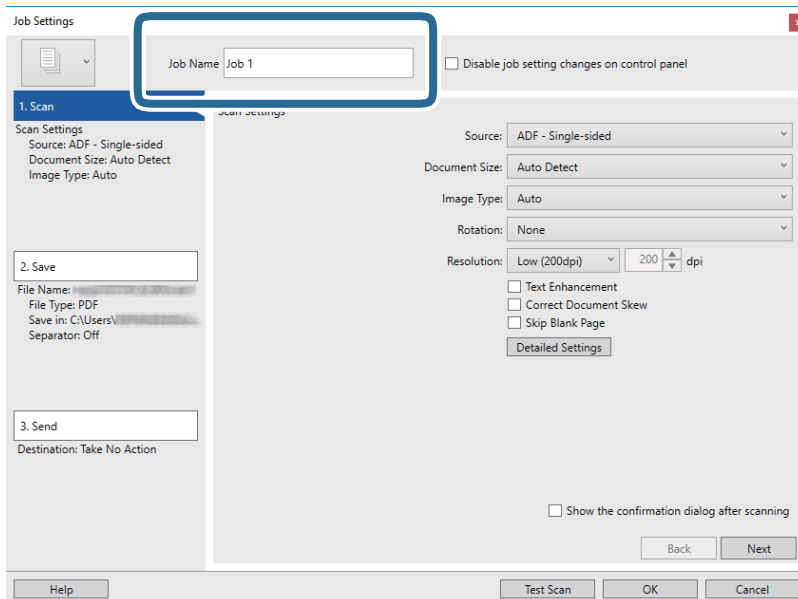 Job Settings
Job Name Job 1
Disable job setting changes on control panel
1. Scan
Scan Settings
Source: ADF - Single-sided
Document Size: Auto Detect
Image Type: Auto
2. Save
File Name:
File Type: PDF
Save in: C:\Users\
Separator: Off
3. Send
Destination: Take No Action
Scan Settings
Source: ADF - Single-sided
Document Size: Auto Detect
Image Type: Auto
Rotation: None
Resolution: Low (200dpi) 200 dpi
Text Enhancement
Correct Document Skew
Skip Blank Page
Detailed Settings
Show the confirmation dialog after scanning
Back Next
Help Test Scan OK Cancel